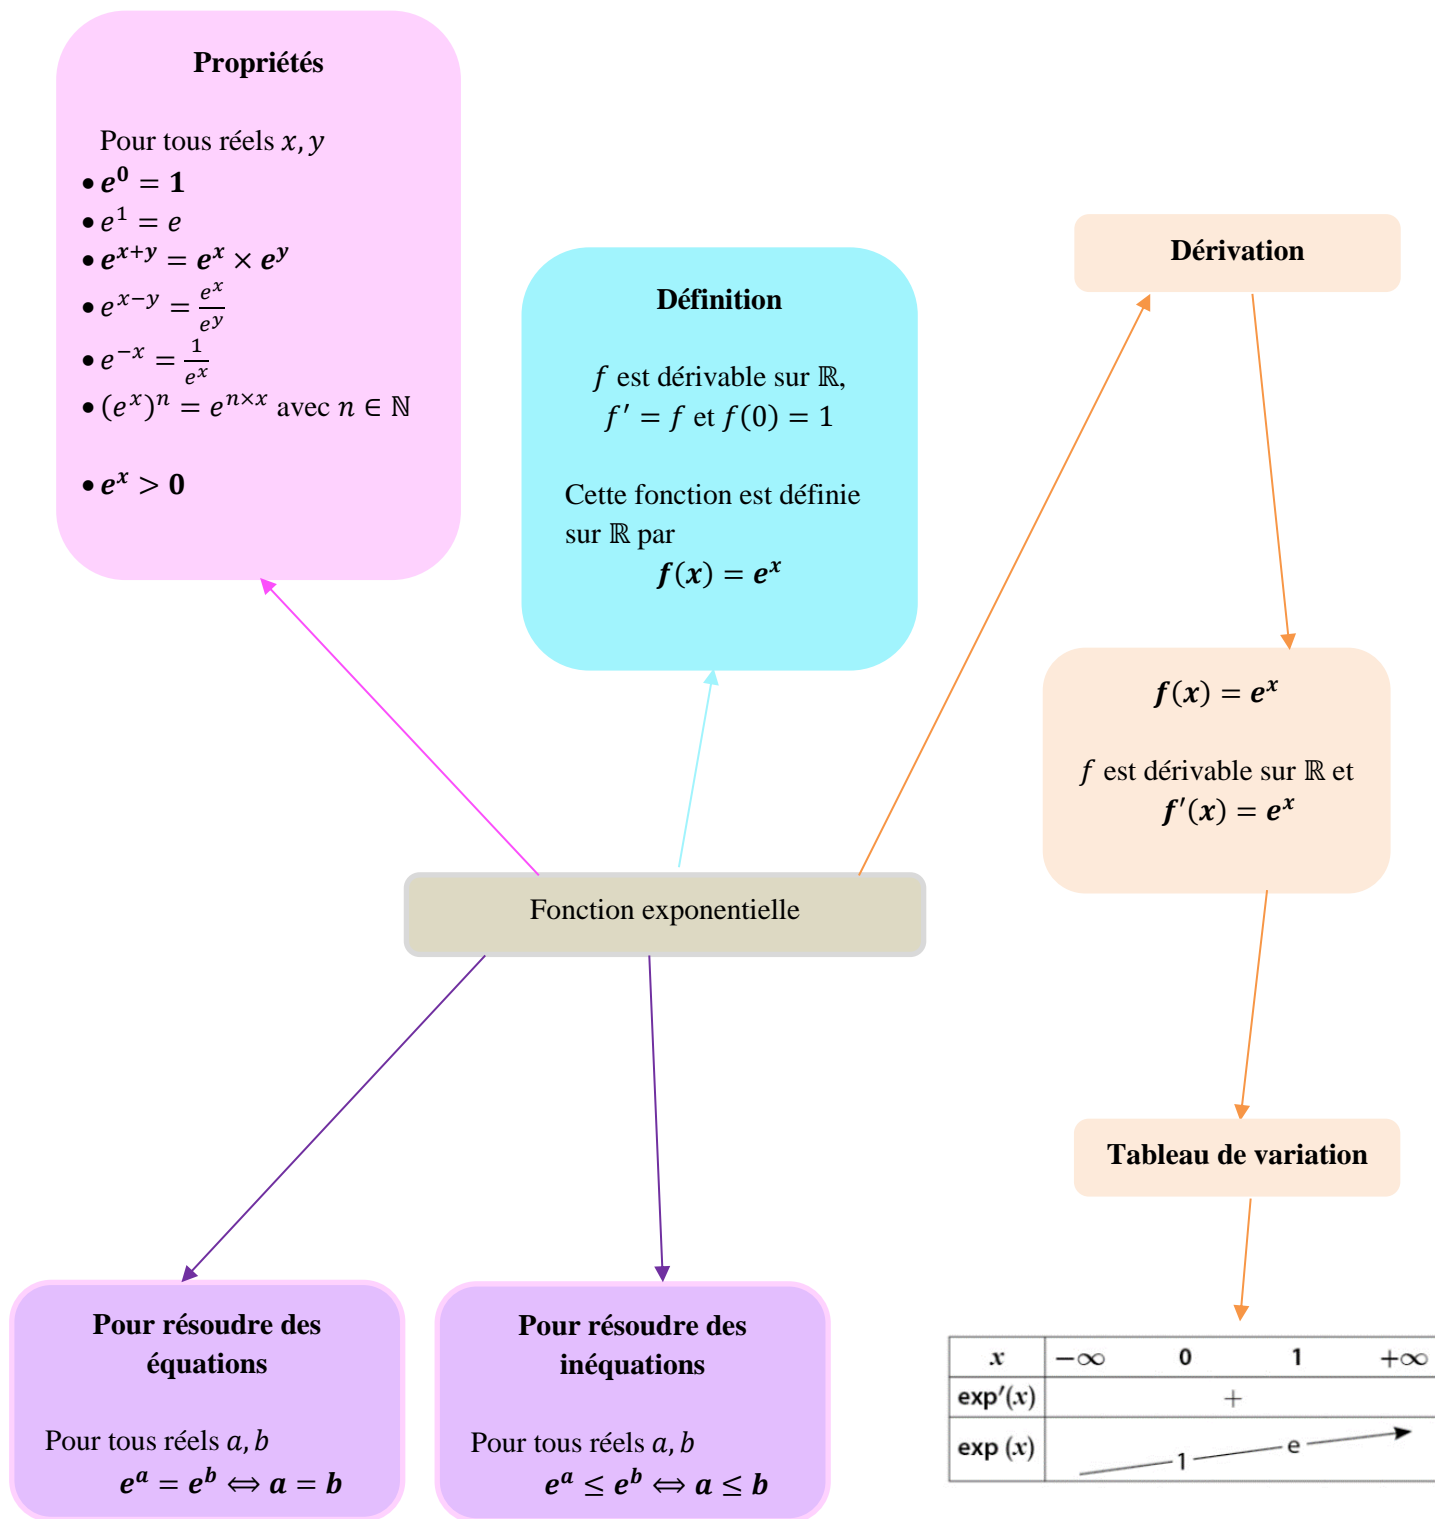 Propriétés
Pour tous réels x, y
• e⁰ = 1
• e¹ = e
• eˣ⁺ʸ = eˣ × eʸ
• eˣ⁻ʸ = eˣ/eʸ
• e⁻ˣ = 1/eˣ
• (eˣ)ⁿ = eⁿ˟ˣ avec n ∈ ℕ
• eˣ > 0
Définition
f est dérivable sur ℝ,
f′ = f et f(0) = 1
Cette fonction est définie
sur ℝ par
f(x) = eˣ
Dérivation
f(x) = eˣ
f est dérivable sur ℝ et
f′(x) = eˣ
Fonction exponentielle
Tableau de variation
Pour résoudre des
équations
Pour tous réels a, b
eᵃ = eᵇ ⟺ a = b
Pour résoudre des
inéquations
Pour tous réels a, b
eᵃ ≤ eᵇ ⟺ a ≤ b
x −∞ 0 1 +∞
exp′(x) +
exp (x) 1 e